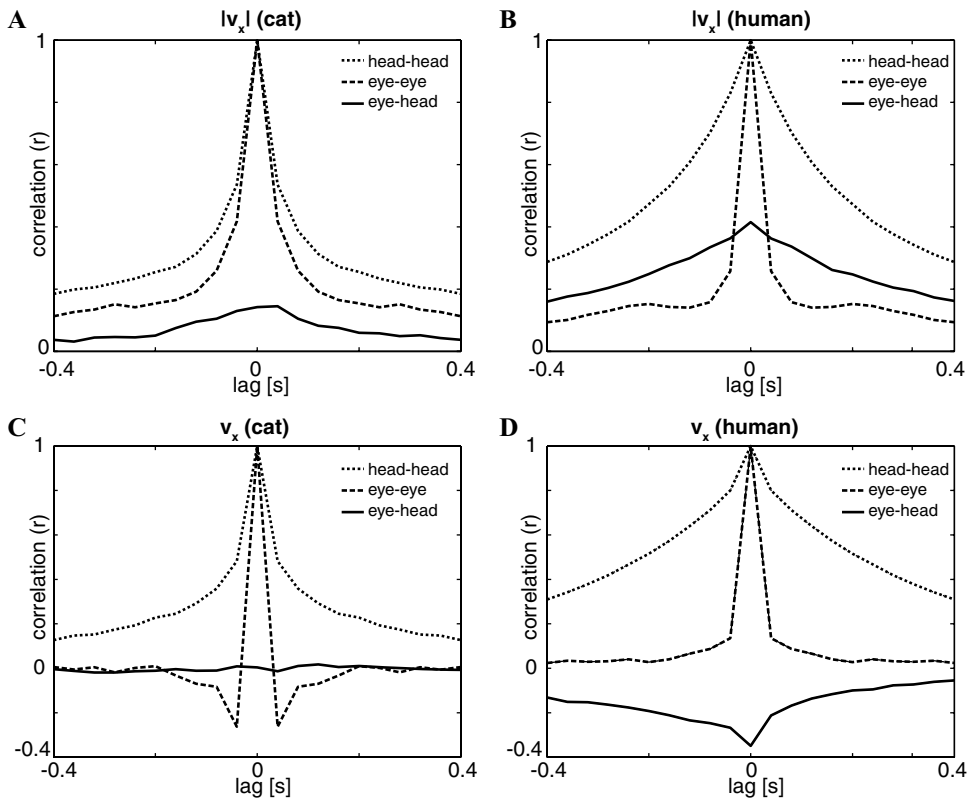 A
|vx| (cat)
1
head-head
eye-eye
eye-head
correlation (r)
0
-0.4
0
0.4
lag [s]
B
|vx| (human)
1
head-head
eye-eye
eye-head
correlation (r)
0
-0.4
0
0.4
lag [s]
C
vx (cat)
1
head-head
eye-eye
eye-head
correlation (r)
0
-0.4
-0.4
0
0.4
lag [s]
D
vx (human)
1
head-head
eye-eye
eye-head
correlation (r)
0
-0.4
-0.4
0
0.4
lag [s]